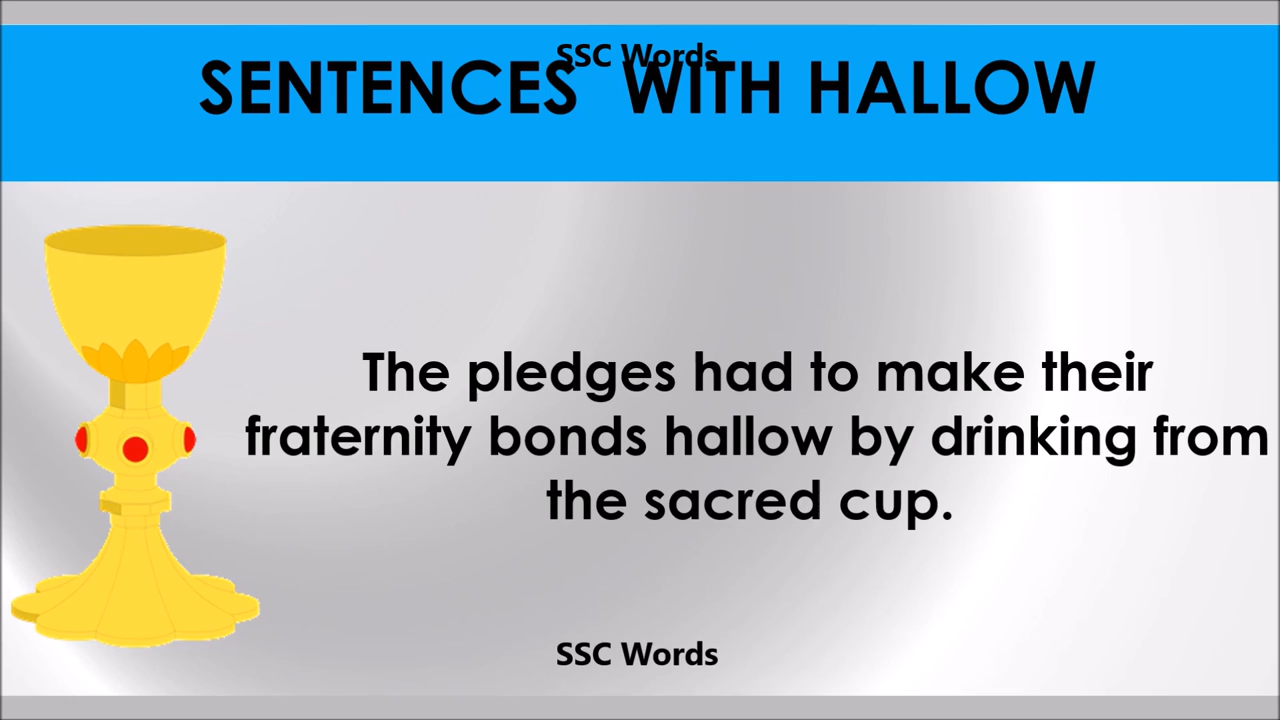 SSC Words
SENTENCES WITH HALLOW
The pledges had to make their
fraternity bonds hallow by drinking from
the sacred cup.
SSC Words